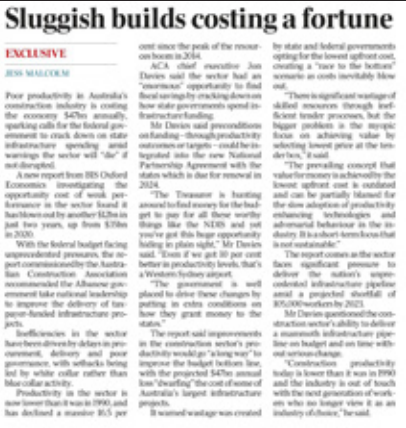 Sluggish builds costing a fortune
EXCLUSIVE
JESS MALCOLM
Poor productivity in Australia's
construction industry is costing
the economy $47bn annually,
sparking calls for the federal gov-
ernment to crack down on state
infrastructure spending amid
warnings the sector will "die" if
not disrupted.
A new report from BIS Oxford
Economics investigating the
opportunity cost of weak per-
formance in the sector found it
has blown out by another $12bn in
just two years, up from $35bn
in 2020.
With the federal budget facing
unprecedented pressures, the re-
port commissioned by the Austra-
lian Construction Association
recommended the Albanese gov-
ernment take national leadership
to improve the delivery of tax-
payer-funded infrastructure pro-
jects.
Inefficiencies in the sector
have been driven by delays in pro-
curement, delivery and poor
governance, with setbacks being
led by white collar rather than
blue collar activity.
Productivity in the sector is
now lower than it was in 1990, and
has declined a massive 16.5 per
cent since the peak of the resour-
ces boom in 2014.
ACA chief executive Jon
Davies said the sector had an
"enormous" opportunity to find
fiscal savings by cracking down on
how state governments spend in-
frastructure funding.
Mr Davies said preconditions
on funding – through productivity
outcomes or targets – could be in-
tegrated into the new National
Partnership Agreement with the
states which is due for renewal in
2024.
"The Treasurer is hunting
around to find money for the bud-
get to pay for all these worthy
things like the NDIS and yet
you've got this huge opportunity
hiding in plain sight," Mr Davies
said. "Even if we got 10 per cent
better in productivity levels, that's
a Western Sydney airport.
"The government is well
placed to drive these changes by
putting in extra conditions on
how they grant money to the
states."
The report said improvements
in the construction sector's pro-
ductivity would go "a long way" to
improve the budget bottom line,
with the projected $47bn annual
loss "dwarfing" the cost of some of
Australia's largest infrastructure
projects.
It warned wastage was created
by state and federal governments
opting for the lowest upfront cost,
creating a "race to the bottom"
scenario as costs inevitably blow
out.
"There is significant wastage of
skilled resources through inef-
ficient tender processes, but the
bigger problem is the myopic
focus on achieving value by
selecting lowest price at the ten-
der box," it said.
"The prevailing concept that
value for money is achieved by the
lowest upfront cost is outdated
and can be partially blamed for
the slow adoption of productivity
enhancing technologies and
adversarial behaviour in the in-
dustry. It is a short-term focus that
is not sustainable."
The report comes as the sector
faces significant pressure to
deliver the nation's unpre-
cedented infrastructure pipeline
amid a projected shortfall of
105,000 workers by 2023.
Mr Davies questioned the con-
struction sector's ability to deliver
a mammoth infrastructure pipe-
line on budget and on time with-
out serious change.
"Construction productivity
today is lower than it was in 1990
and the industry is out of touch
with the next generation of work-
ers who no longer view it as an
industry of choice," he said.